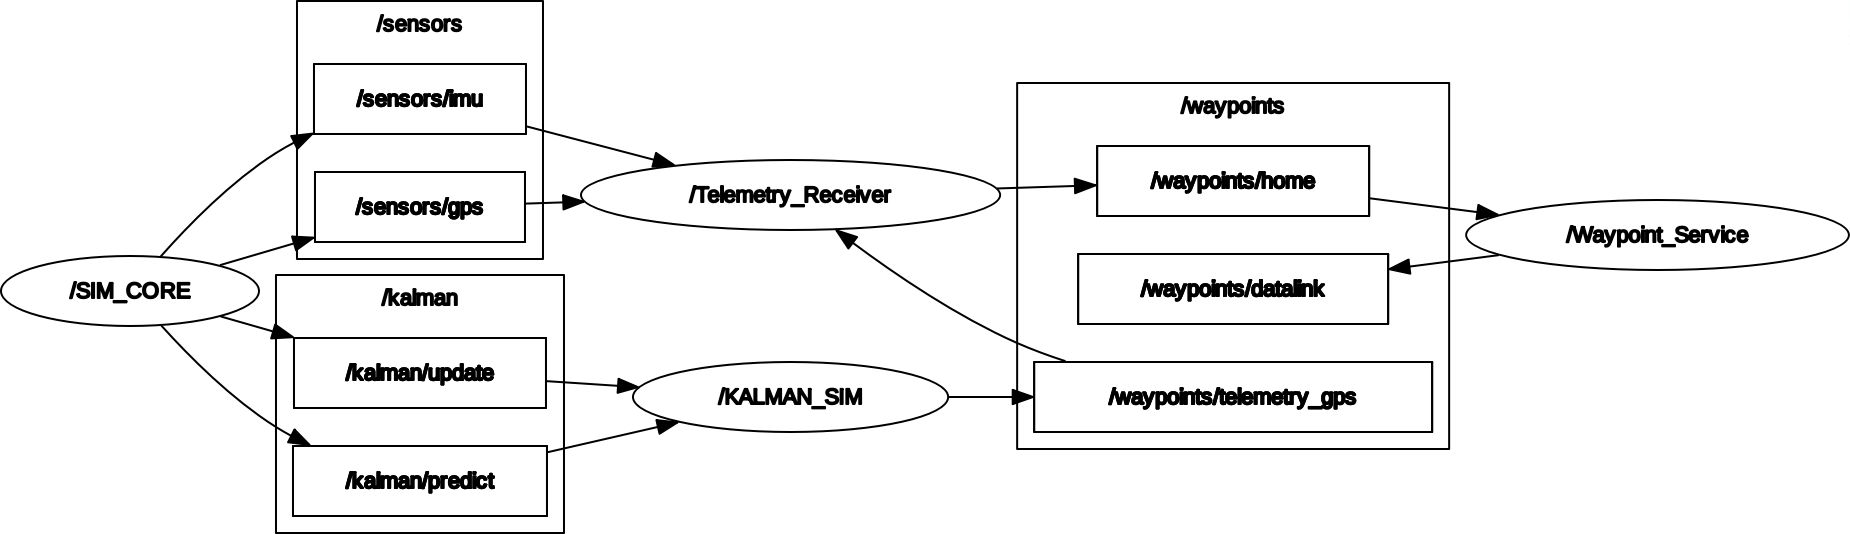 /sensors
/sensors/imu
/sensors/gps
/SIM_CORE
/kalman
/kalman/update
/kalman/predict
/Telemetry_Receiver
/KALMAN_SIM
/waypoints
/waypoints/home
/waypoints/datalink
/waypoints/telemetry_gps
/Waypoint_Service